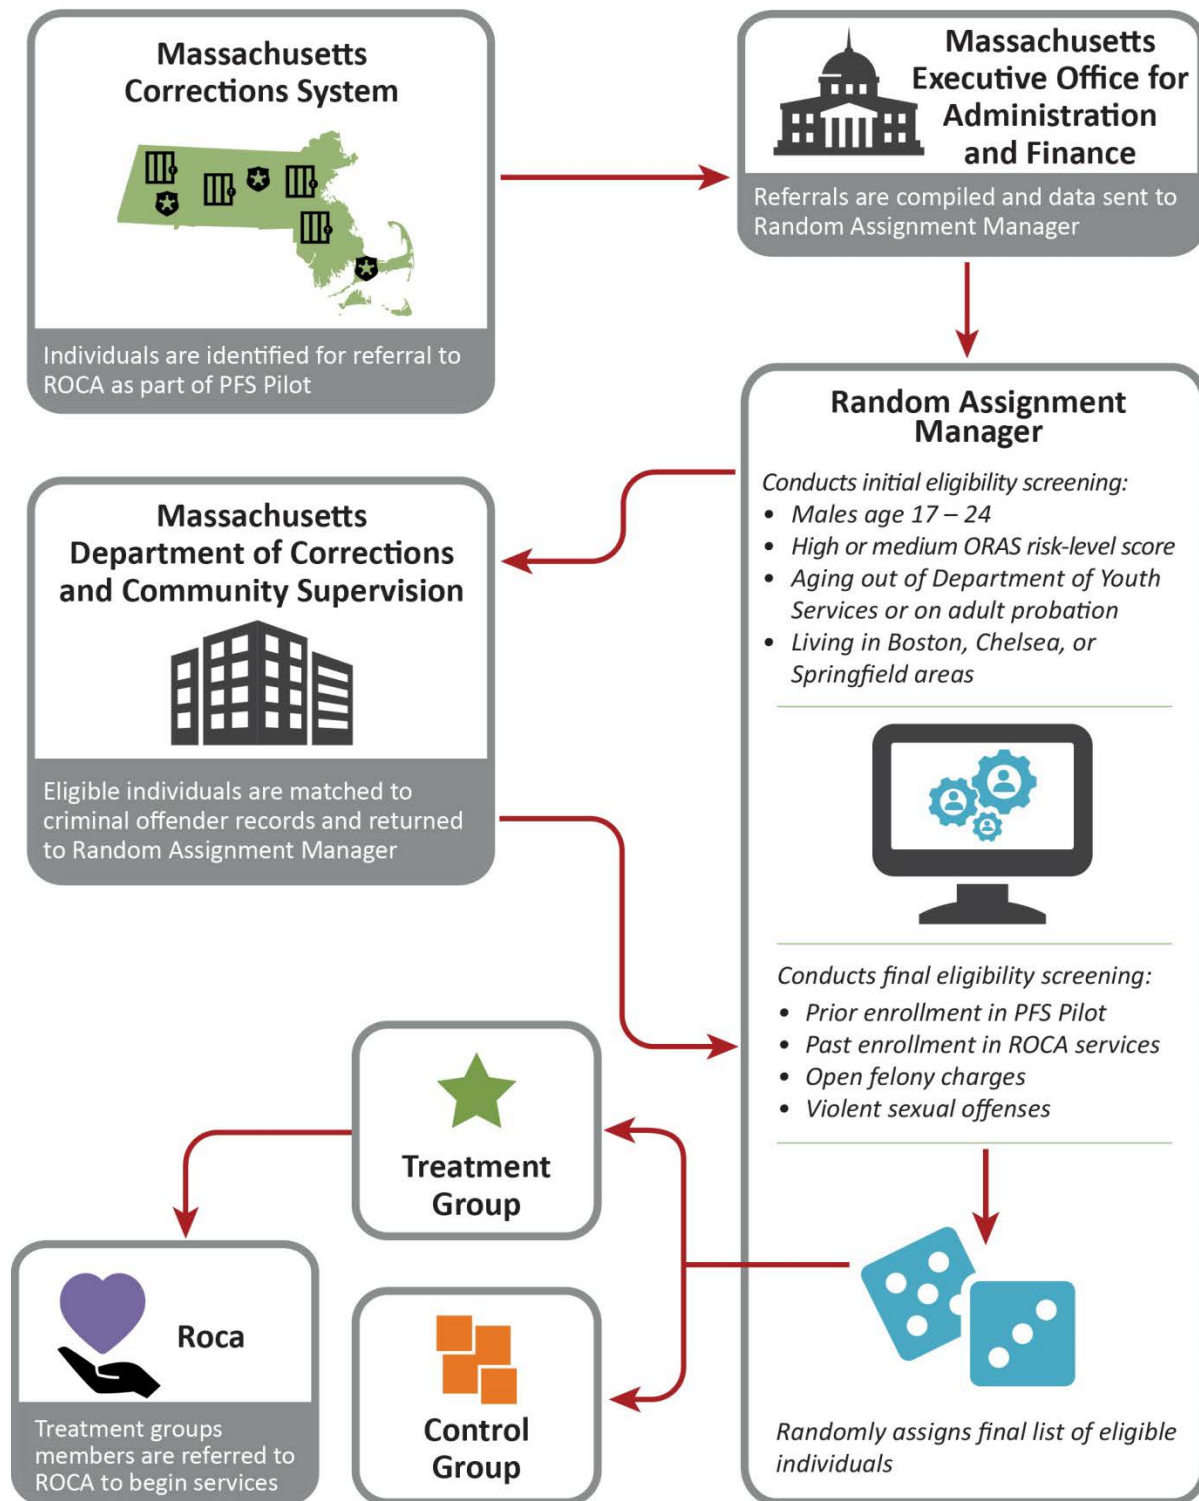 Massachusetts
Corrections System
Individuals are identified for referral to
ROCA as part of PFS Pilot
Massachusetts
Executive Office for
Administration
and Finance
Referrals are compiled and data sent to
Random Assignment Manager
Random Assignment
Manager
Conducts initial eligibility screening:
• Males age 17 – 24
• High or medium ORAS risk-level score
• Aging out of Department of Youth
Services or on adult probation
• Living in Boston, Chelsea, or
Springfield areas
Massachusetts
Department of Corrections
and Community Supervision
Eligible individuals are matched to
criminal offender records and returned
to Random Assignment Manager
Conducts final eligibility screening:
• Prior enrollment in PFS Pilot
• Past enrollment in ROCA services
• Open felony charges
• Violent sexual offenses
Randomly assigns final list of eligible
individuals
Treatment
Group
Control
Group
Roca
Treatment groups
members are referred to
ROCA to begin services